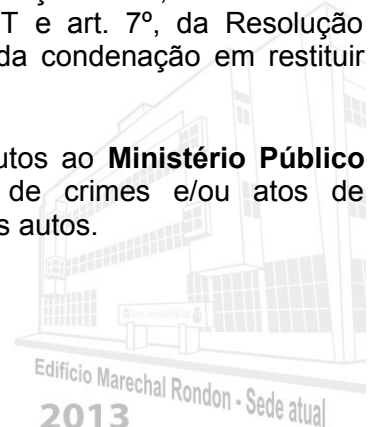 T e art. 7º, da Resolução
da condenação em restituir
utos ao Ministério Público
de crimes e/ou atos de
s autos.
Edifício Marechal Rondon - Sede atual
2013